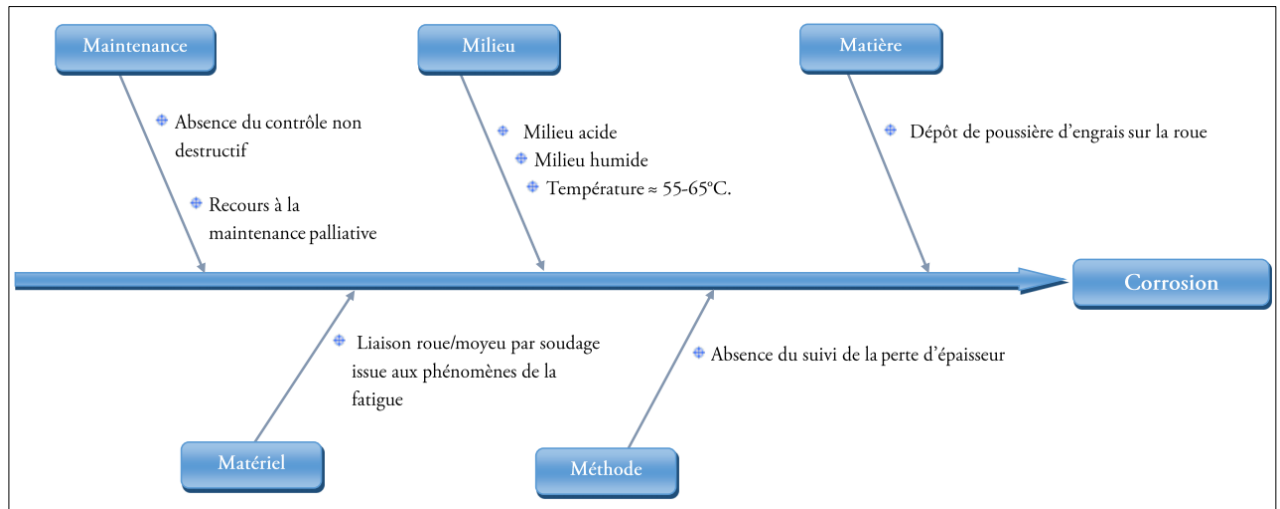 Maintenance
Milieu
Matière
Absence du contrôle non
destructif
Recours à la
maintenance palliative
Milieu acide
Milieu humide
Température ≈ 55-65°C.
Dépôt de poussière d'engrais sur la roue
Corrosion
Liaison roue/moyeu par soudage
issue aux phénomènes de la
fatigue
Absence du suivi de la perte d'épaisseur
Matériel
Méthode